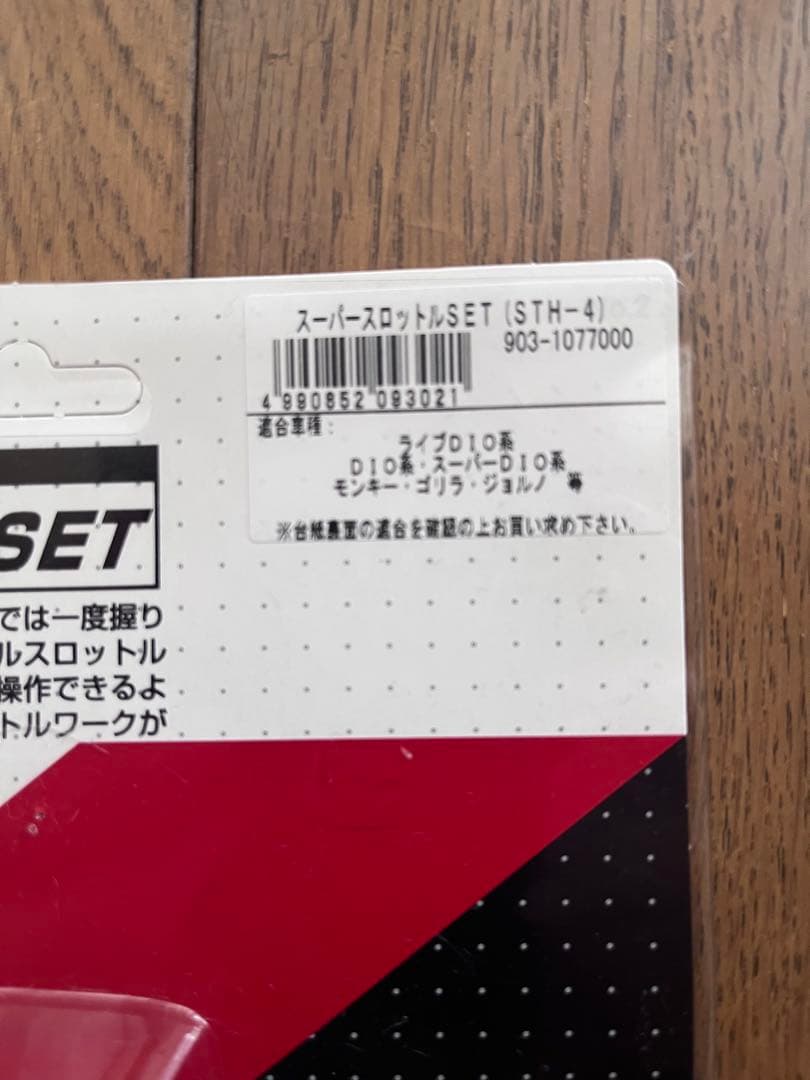 スーパースロットルSET(STH-4)
903-1077000
4 990852 093021
適合車種:
ライブDIO系
DIO系・スーパーDIO系
モンキー・ゴリラ・ジョルノ 等
※台紙裏面の適合を確認の上お買い求め下さい。
SET
では一度握り
ルスロットル
操作できるよ
トルワークが